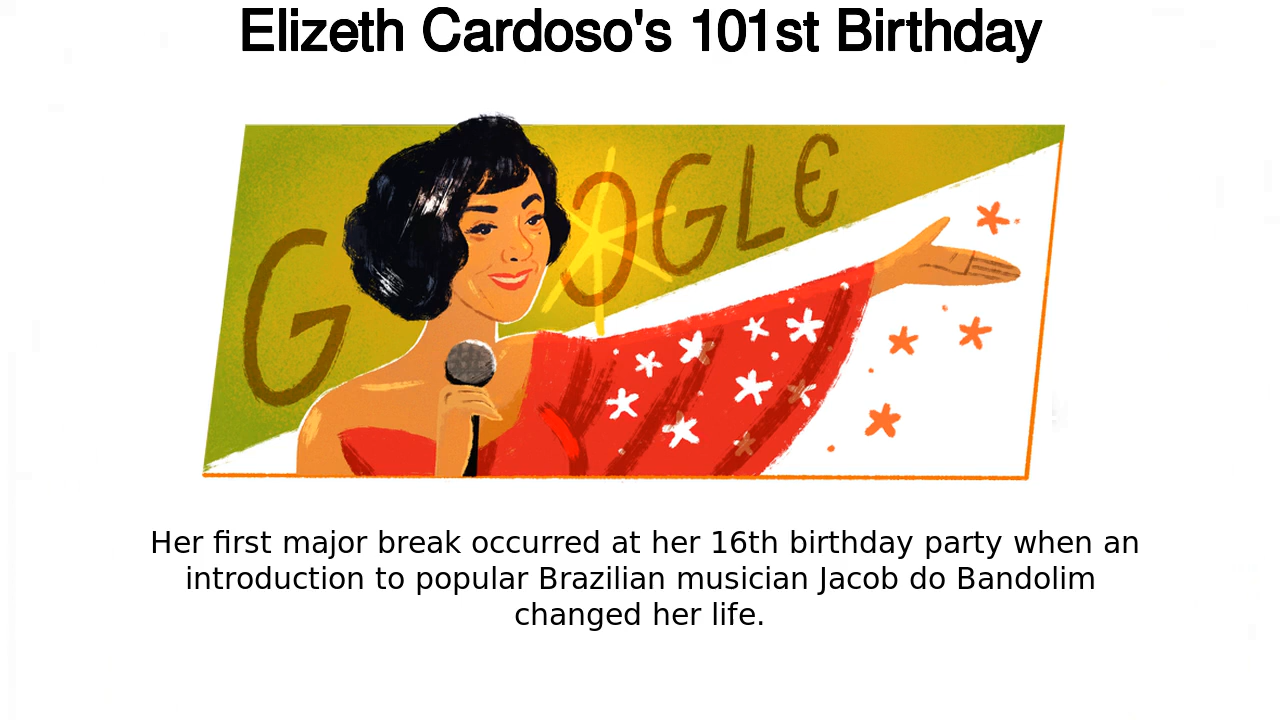 Elizeth Cardoso's 101st Birthday
GOGLE
Her first major break occurred at her 16th birthday party when an
introduction to popular Brazilian musician Jacob do Bandolim
changed her life.